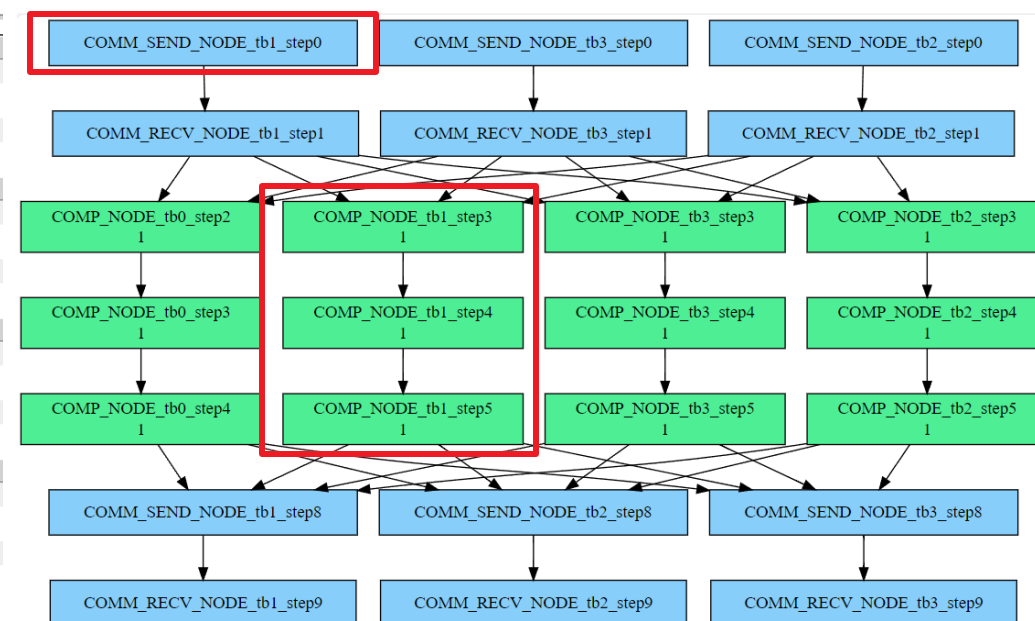 COMM_SEND_NODE_tb1_step0 COMM_SEND_NODE_tb3_step0 COMM_SEND_NODE_tb2_step0
COMM_RECV_NODE_tb1_step1 COMM_RECV_NODE_tb3_step1 COMM_RECV_NODE_tb2_step1
COMP_NODE_tb0_step2 COMP_NODE_tb1_step3 COMP_NODE_tb3_step3 COMP_NODE_tb2_step3
1 1 1 1
COMP_NODE_tb0_step3 COMP_NODE_tb1_step4 COMP_NODE_tb3_step4 COMP_NODE_tb2_step4
1 1 1 1
COMP_NODE_tb0_step4 COMP_NODE_tb1_step5 COMP_NODE_tb3_step5 COMP_NODE_tb2_step5
1 1 1 1
COMM_SEND_NODE_tb1_step8 COMM_SEND_NODE_tb2_step8 COMM_SEND_NODE_tb3_step8
COMM_RECV_NODE_tb1_step9 COMM_RECV_NODE_tb2_step9 COMM_RECV_NODE_tb3_step9